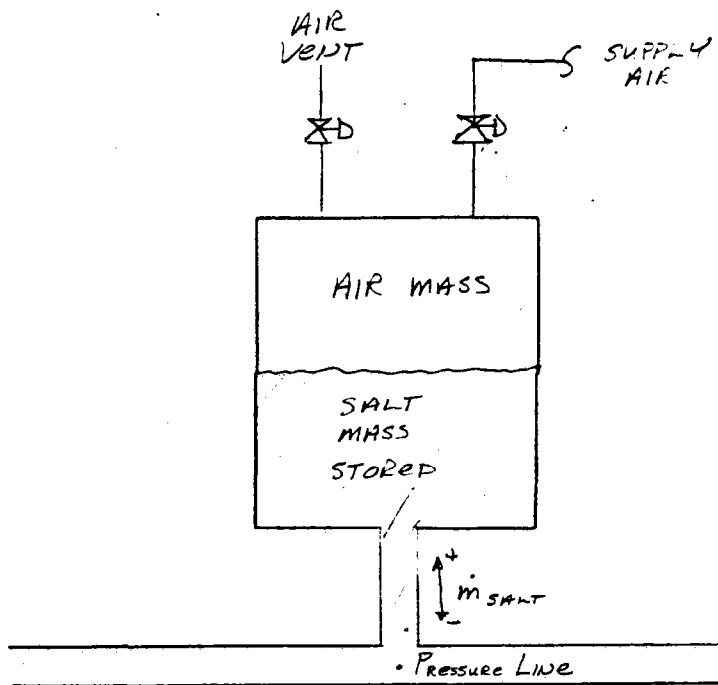 AIR
VENT
SUPPLY
AIR
AIR MASS
SALT
MASS
STORED
+
ṁ SALT
-
• PRESSURE LINE